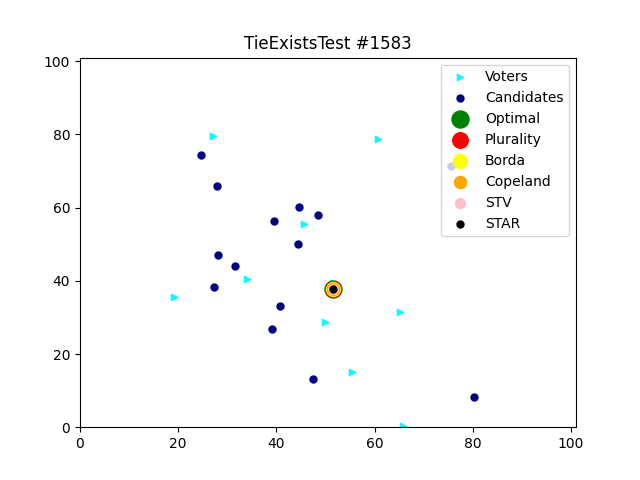 TieExistsTest #1583
100
80
60
40
20
0
0
20
40
60
80
100
Voters
Candidates
Optimal
Plurality
Borda
Copeland
STV
STAR